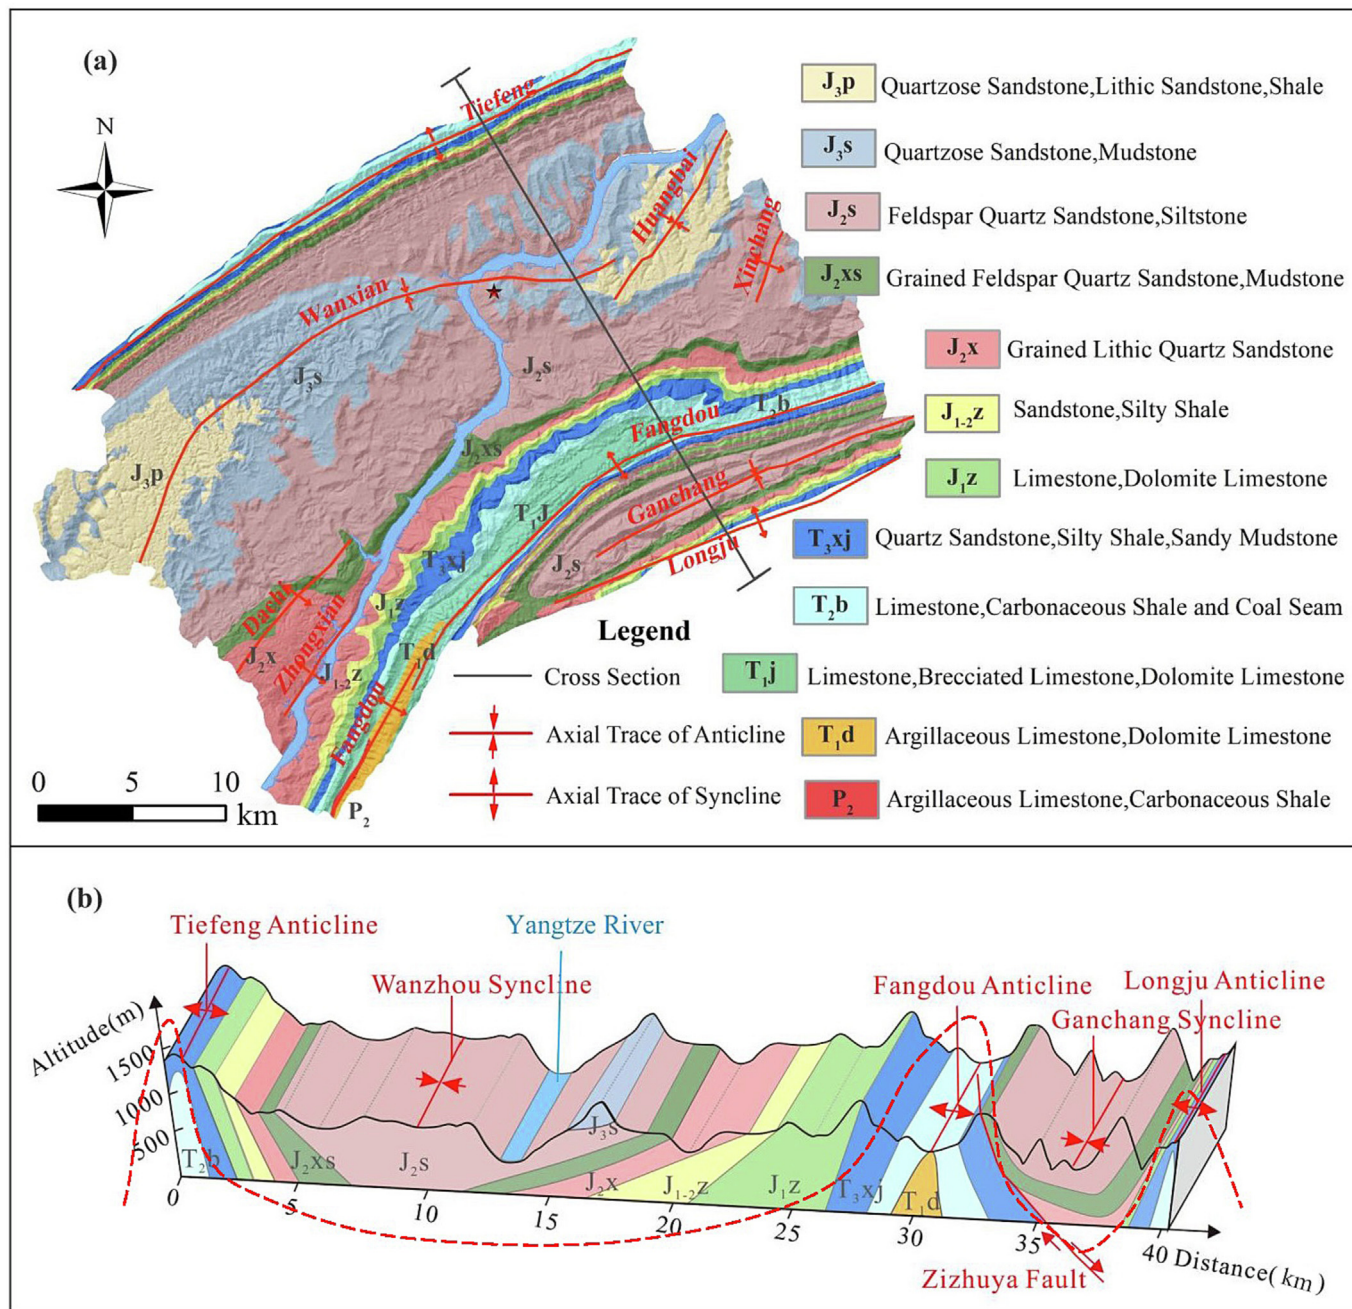 (a)
N
Tiefeng
Huangbai
Xinchang
Wanxian
J₃s
J₂s
J₃p
J₂xs
Fangdou
T₂b
Ganchang
T₁J
T₃xj
J₂s
Longju
Dachi
J₁z
Zhongxian
J₂x
J₁₋₂z
T₁d
Fangdou
P₂
0 5 10
km
J₃p Quartzose Sandstone,Lithic Sandstone,Shale
J₃s Quartzose Sandstone,Mudstone
J₂s Feldspar Quartz Sandstone,Siltstone
J₂xs Grained Feldspar Quartz Sandstone,Mudstone
J₂x Grained Lithic Quartz Sandstone
J₁₋₂z Sandstone,Silty Shale
J₁z Limestone,Dolomite Limestone
T₃xj Quartz Sandstone,Silty Shale,Sandy Mudstone
T₂b Limestone,Carbonaceous Shale and Coal Seam
Legend
Cross Section
T₁j Limestone,Brecciated Limestone,Dolomite Limestone
Axial Trace of Anticline
T₁d Argillaceous Limestone,Dolomite Limestone
Axial Trace of Syncline
P₂ Argillaceous Limestone,Carbonaceous Shale
(b)
Tiefeng Anticline
Yangtze River
Wanzhou Syncline
Fangdou Anticline
Longju Anticline
Ganchang Syncline
Altitude(m)
1500
1000
500
T₂b
J₂xs
J₂s
J₃s
J₂x
J₁₋₂z
J₁z
T₃xj
T₁d
0 5 10 15 20 25 30 35 40 Distance(km)
Zizhuya Fault